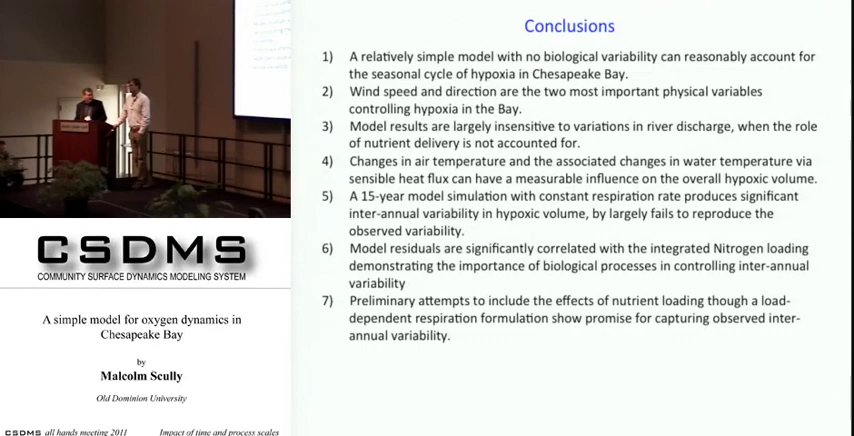 CSDMS
COMMUNITY SURFACE DYNAMICS MODELING SYSTEM
A simple model for oxygen dynamics in
Chesapeake Bay
by
Malcolm Scully
Old Dominion University
CSDMS all hands meeting 2011 Impact of time and process scales
Conclusions
1) A relatively simple model with no biological variability can reasonably account for
the seasonal cycle of hypoxia in Chesapeake Bay.
2) Wind speed and direction are the two most important physical variables
controlling hypoxia in the Bay.
3) Model results are largely insensitive to variations in river discharge, when the role
of nutrient delivery is not accounted for.
4) Changes in air temperature and the associated changes in water temperature via
sensible heat flux can have a measurable influence on the overall hypoxic volume.
5) A 15-year model simulation with constant respiration rate produces significant
inter-annual variability in hypoxic volume, by largely fails to reproduce the
observed variability.
6) Model residuals are significantly correlated with the integrated Nitrogen loading
demonstrating the importance of biological processes in controlling inter-annual
variability
7) Preliminary attempts to include the effects of nutrient loading though a load-
dependent respiration formulation show promise for capturing observed inter-
annual variability.